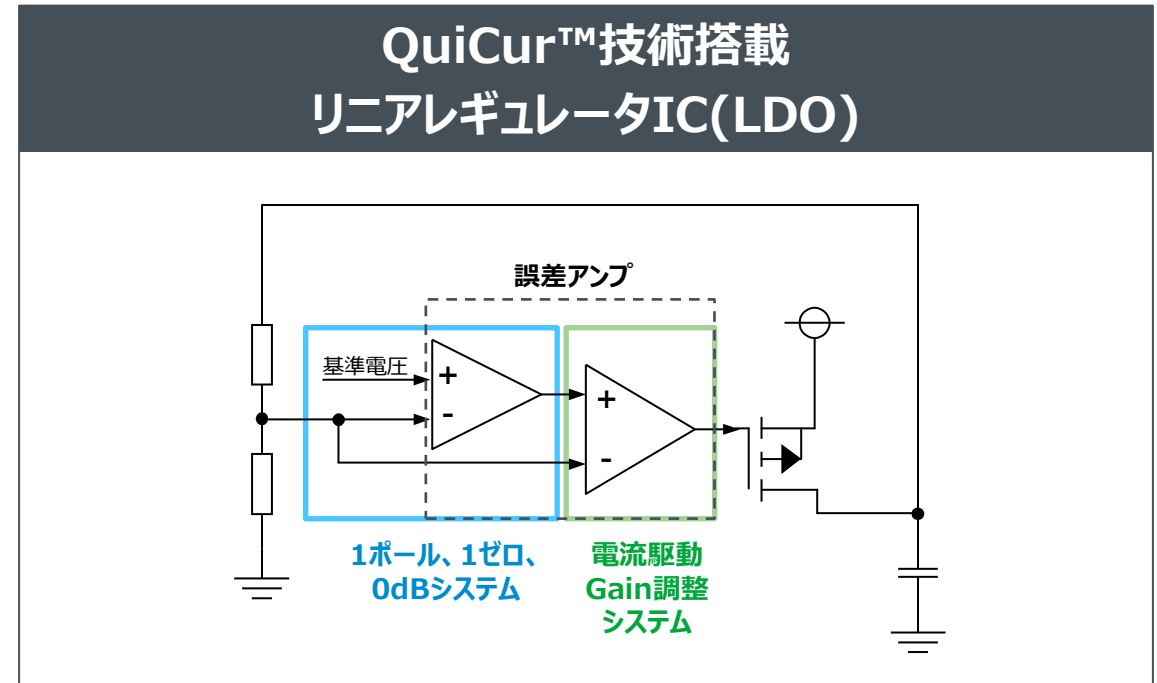 QuiCur™技術搭載
リニアレギュレータIC(LDO)
誤差アンプ
基準電圧
+
-
+
-
1ポール、1ゼロ、
0dBシステム
電流駆動
Gain調整
システム